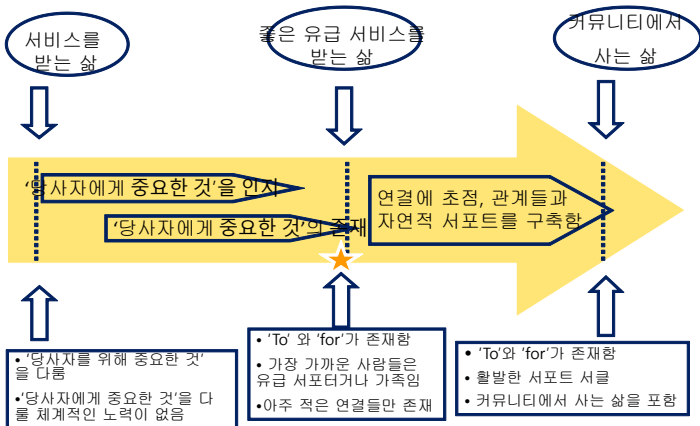 서비스를
받는 삶
좋은 유급 서비스를
받는 삶
커뮤니티에서
사는 삶
‘당사자에게 중요한 것’을 인지
‘당사자에게 중요한 것’의 존재
연결에 초점, 관계들과
자연적 서포트를 구축함
• ‘당사자를 위해 중요한 것’
을 다룸
•‘당사자에게 중요한 것’을 다
룰 체계적인 노력이 없음
• ‘To’ 와 ‘for’가 존재함
• 가장 가까운 사람들은
유급 서포터거나 가족임
•아주 적은 연결들만 존재
• ‘To’와 ‘for’가 존재함
• 활발한 서포트 서클
• 커뮤니티에서 사는 삶을 포함